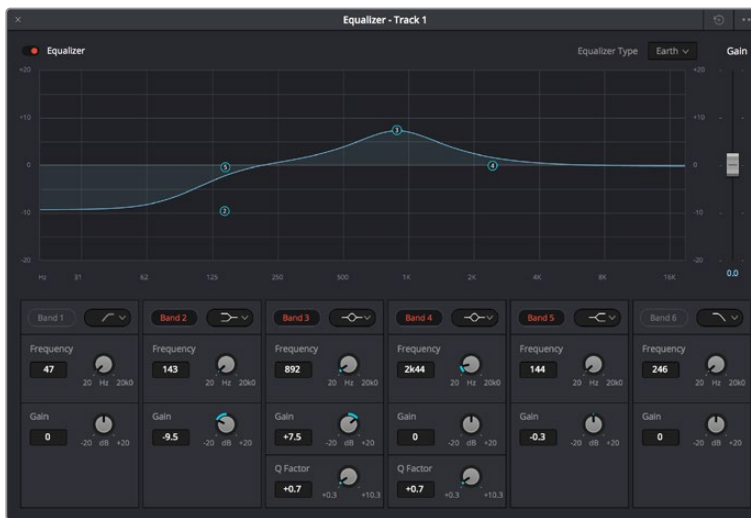 Equalizer - Track 1
Equalizer
Equalizer Type Earth Gain
+20 +20
+10 +10
0 0
-10 -10
-20 -20
Hz 31 62 125 250 500 1K 2K 4K 8K 16K
0.0
5 2 3 4
Band 1 Band 2 Band 3 Band 4 Band 5 Band 6
Frequency Frequency Frequency Frequency Frequency Frequency
47 143 892 2k44 144 246
20 Hz 20k0 20 Hz 20k0 20 Hz 20k0 20 Hz 20k0 20 Hz 20k0 20 Hz 20k0
Gain Gain Gain Gain Gain Gain
0 -9.5 +7.5 0 -0.3 0
-20 dB +20 -20 dB +20 -20 dB +20 -20 dB +20 -20 dB +20 -20 dB +20
Q Factor Q Factor
+0.7 +0.7
+0.3 +10.3 +0.3 +10.3